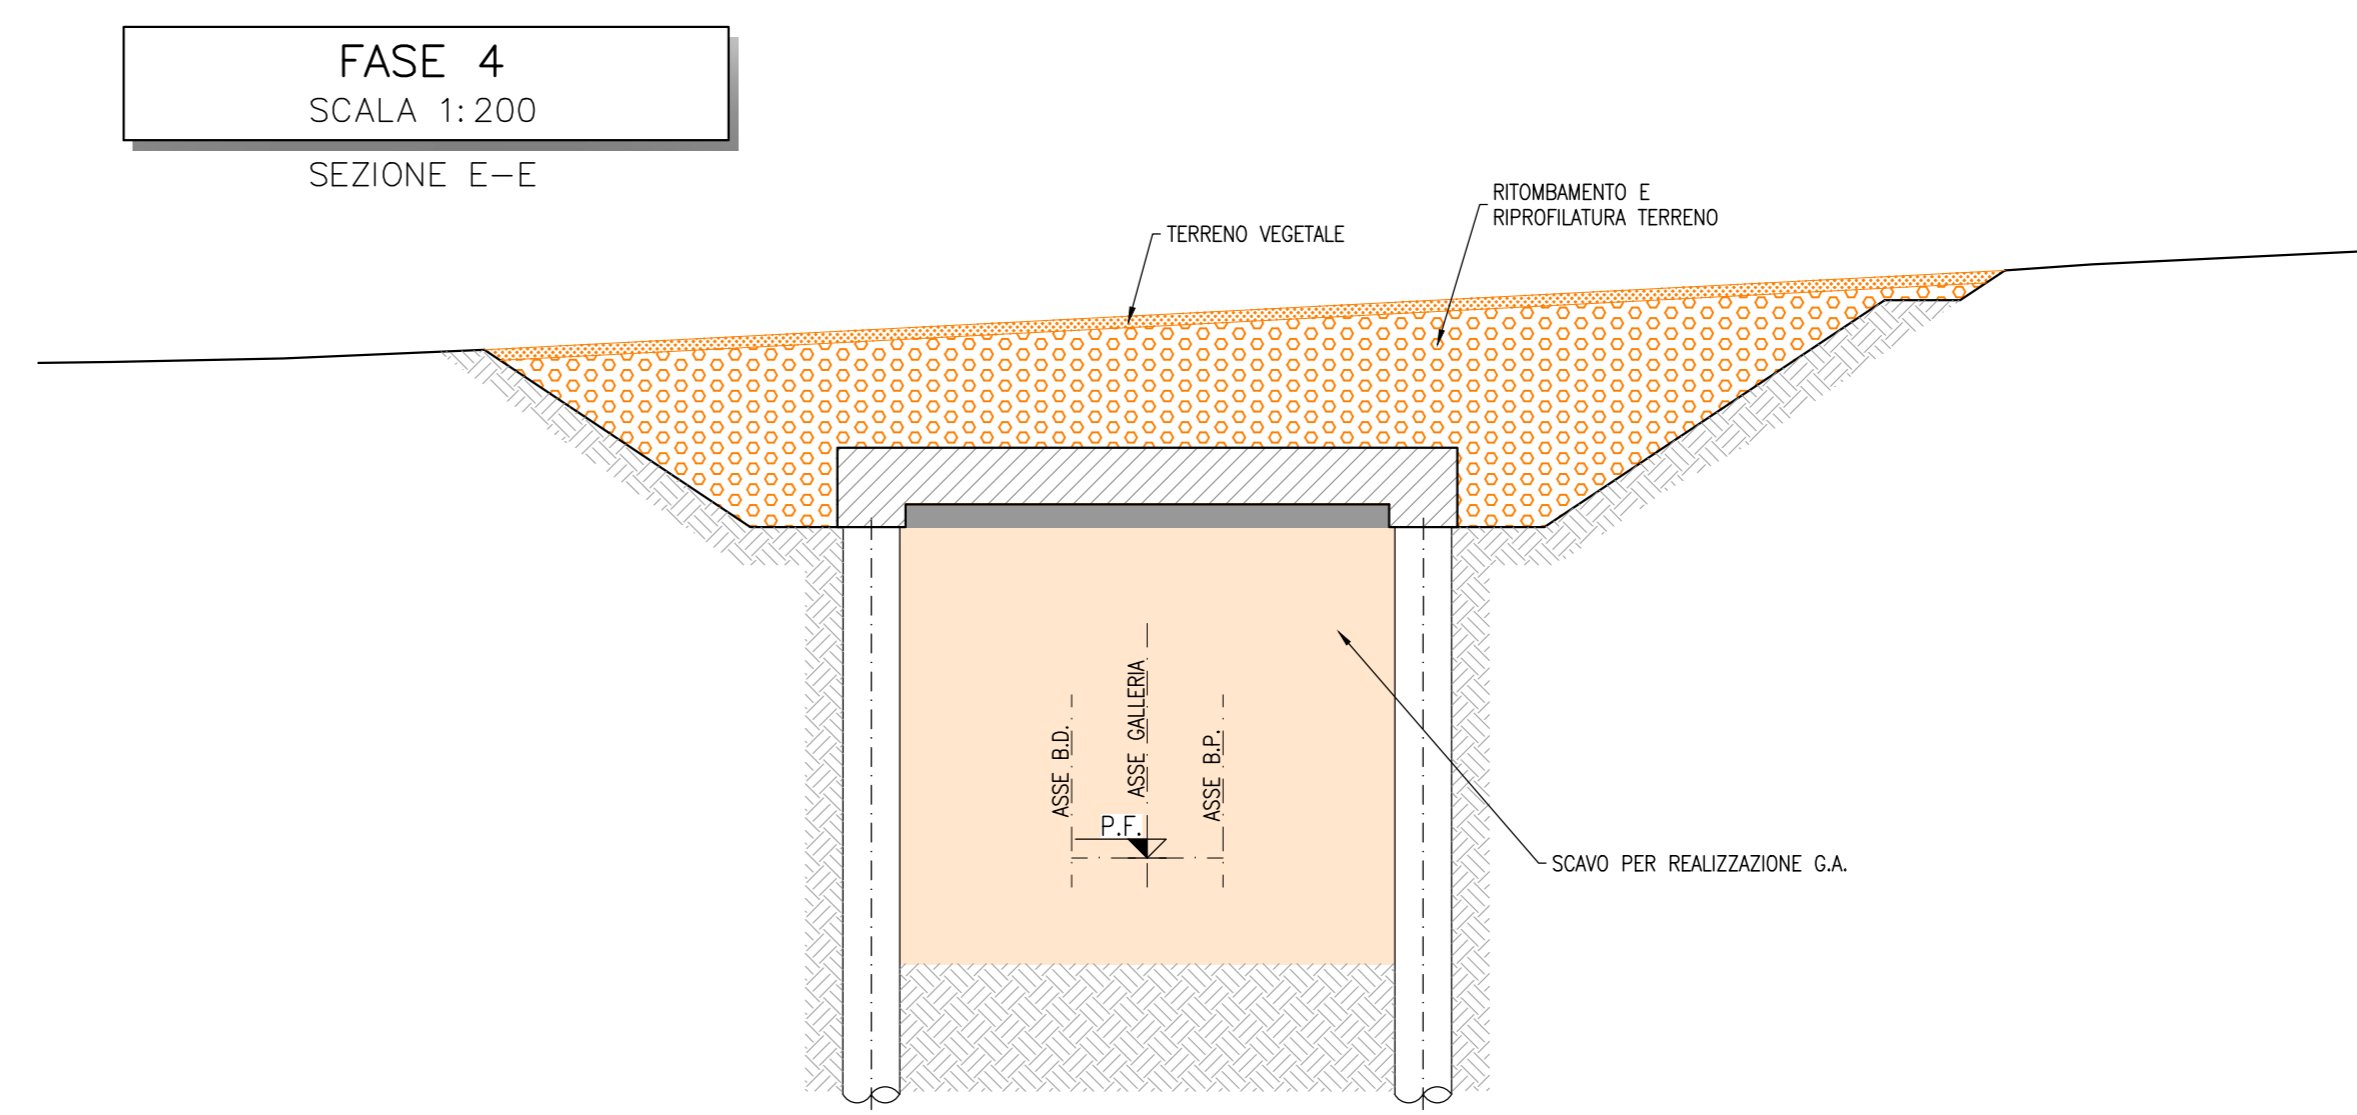 FASE 4
SCALA 1:200
SEZIONE E-E
RITOMBAMENTO E
RIPROFILATURA TERRENO
TERRENO VEGETALE
ASSE B.D.
ASSE GALLERIA
ASSE B.P.
P.F.
SCAVO PER REALIZZAZIONE G.A.